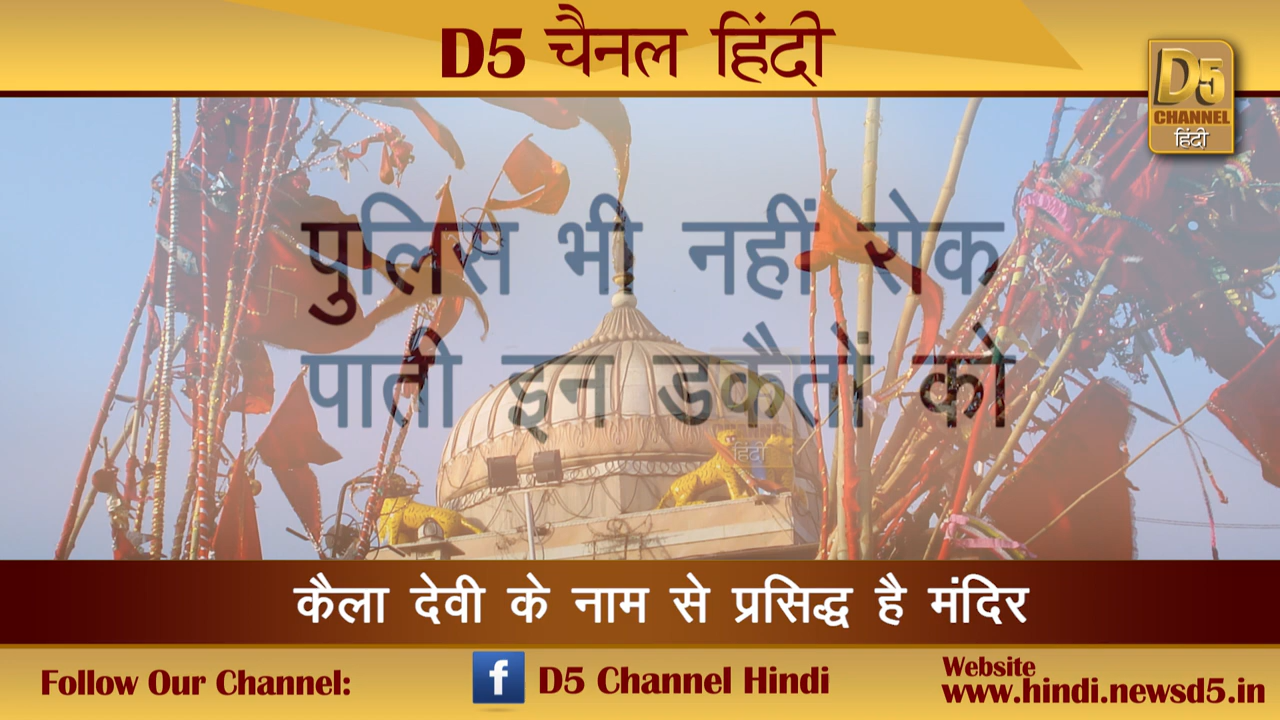 D5 चैनल हिंदी
D5
CHANNEL
हिंदी
पुलिस भी नहीं रोक
पाती इन डकैतों को
हिंदी
कैला देवी के नाम से प्रसिद्ध है मंदिर
Follow Our Channel:
f D5 Channel Hindi
Website
www.hindi.newsd5.in